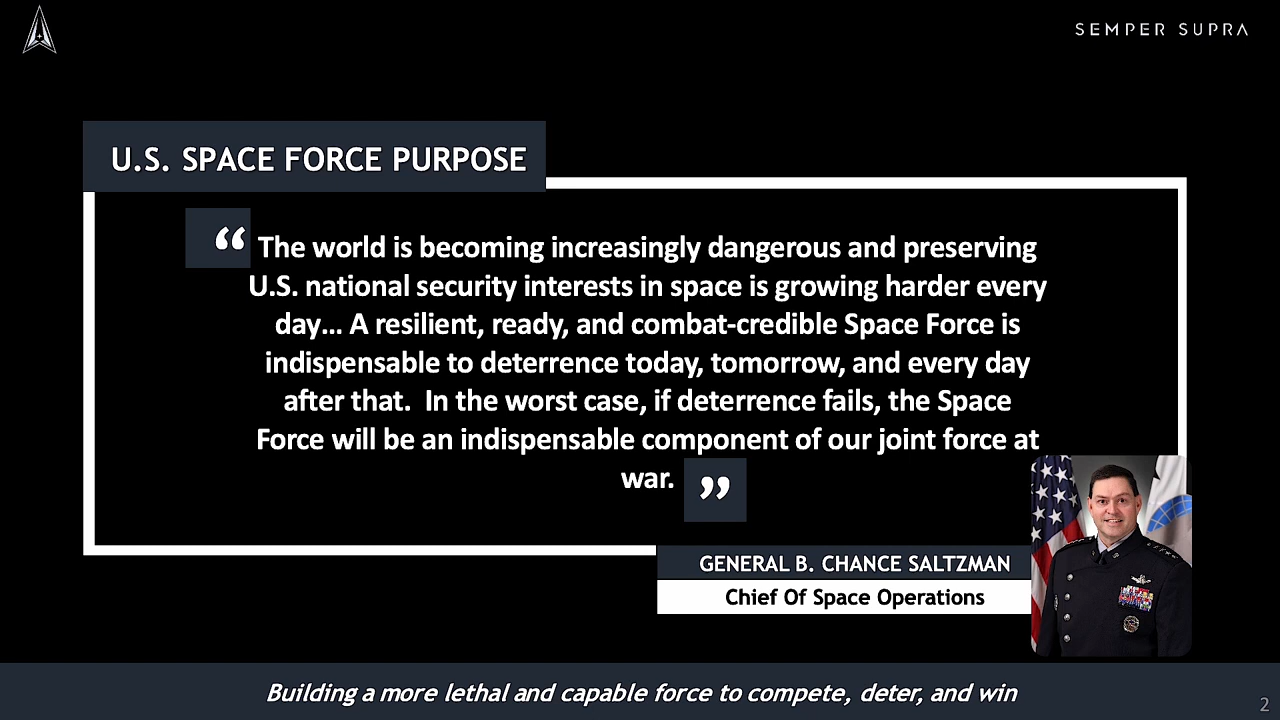 SEMPER SUPRA
U.S. SPACE FORCE PURPOSE
“ The world is becoming increasingly dangerous and preserving
U.S. national security interests in space is growing harder every
day... A resilient, ready, and combat-credible Space Force is
indispensable to deterrence today, tomorrow, and every day
after that.  In the worst case, if deterrence fails, the Space
Force will be an indispensable component of our joint force at
war. ”
GENERAL B. CHANCE SALTZMAN
Chief Of Space Operations
Building a more lethal and capable force to compete, deter, and win
2